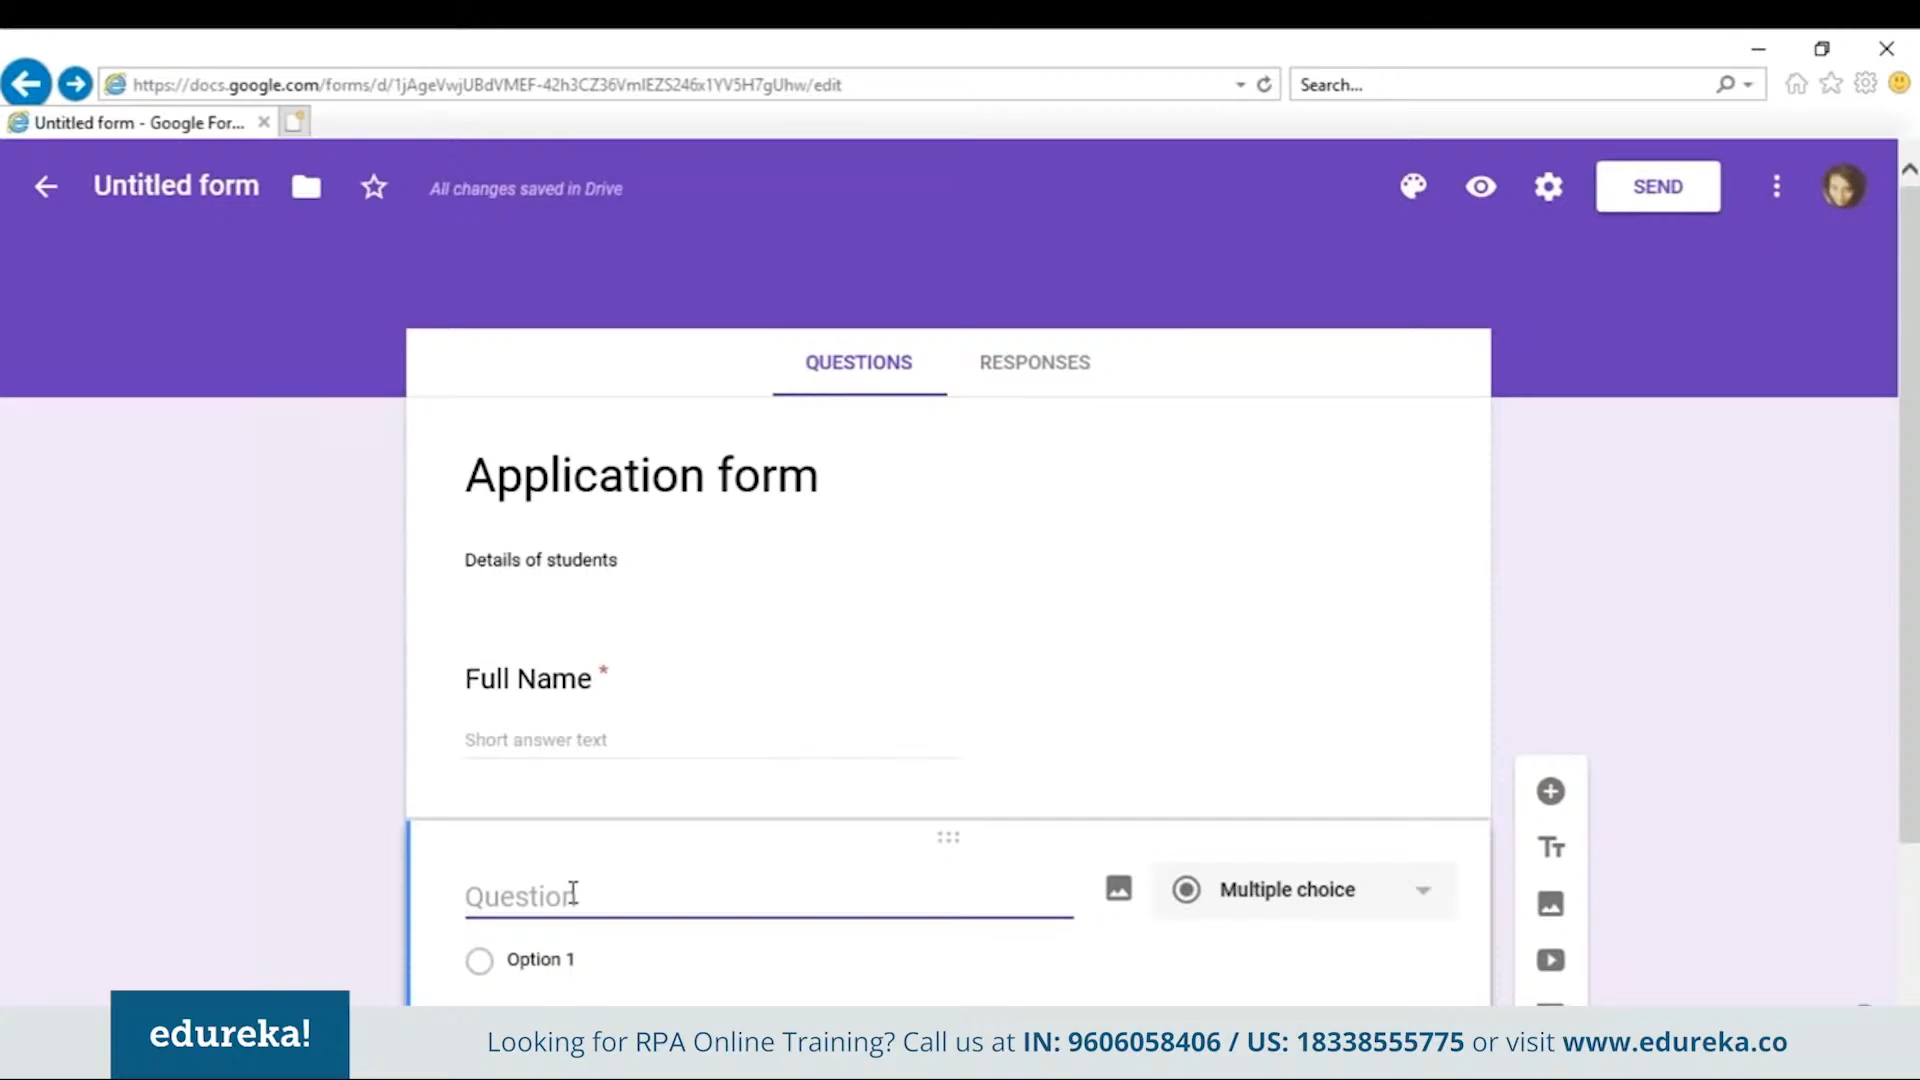 https://docs.google.com/forms/d/1jAgeVwjUBdVMEF-42h3CZ36VmlEZS246x1YV5H7gUhw/edit
Search...
Untitled form - Google For...
Untitled form
All changes saved in Drive
SEND
QUESTIONS RESPONSES
Application form
Details of students
Full Name *
Short answer text
Question
Multiple choice
Tт
Option 1
edureka!
Looking for RPA Online Training? Call us at IN: 9606058406 / US: 18338555775 or visit www.edureka.co